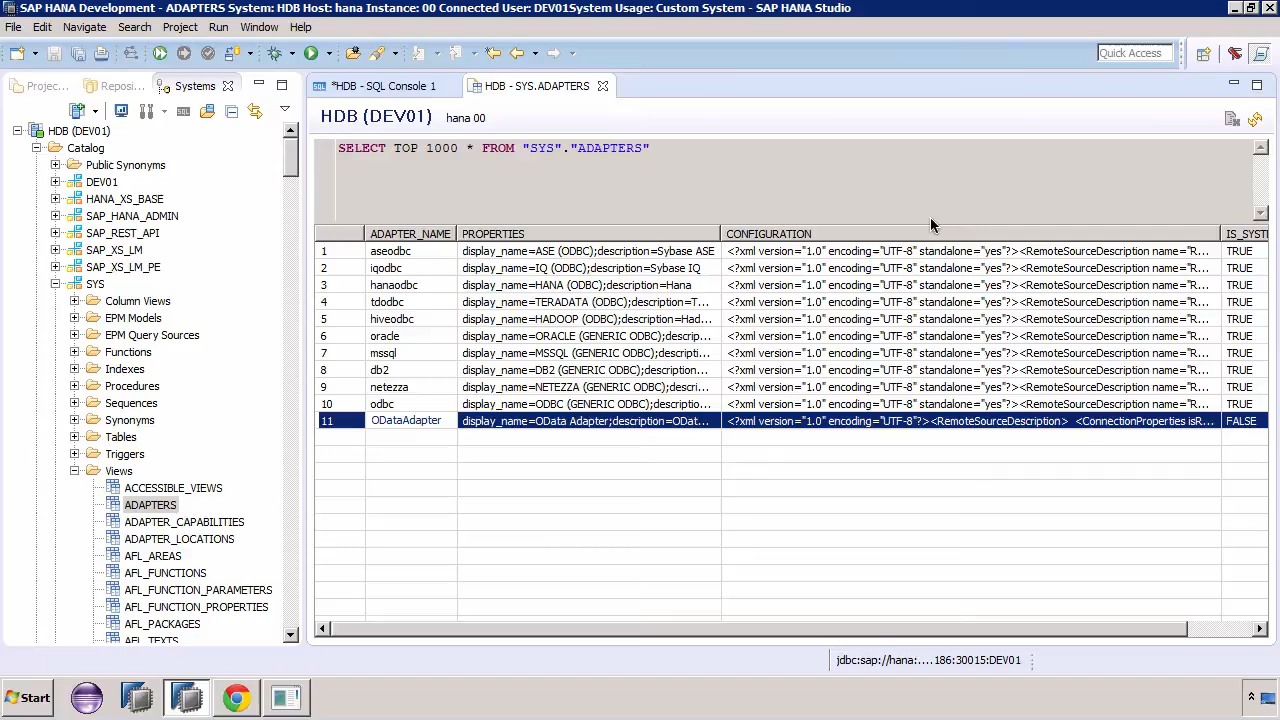 SAP HANA Development - ADAPTERS System: HDB Host: hana Instance: 00 Connected User: DEV01System Usage: Custom System - SAP HANA Studio
File Edit Navigate Search Project Run Window Help
Quick Access
Projec... Reposi... Systems
*HDB - SQL Console 1 HDB - SYS.ADAPTERS
HDB (DEV01) hana 00
HDB (DEV01)
Catalog
Public Synonyms
DEV01
HANA_XS_BASE
SAP_HANA_ADMIN
SAP_REST_API
SAP_XS_LM
SAP_XS_LM_PE
SYS
Column Views
EPM Models
EPM Query Sources
Functions
Indexes
Procedures
Sequences
Synonyms
Tables
Triggers
Views
ACCESSIBLE_VIEWS
ADAPTERS
ADAPTER_CAPABILITIES
ADAPTER_LOCATIONS
AFL_AREAS
AFL_FUNCTIONS
AFL_FUNCTION_PARAMETERS
AFL_FUNCTION_PROPERTIES
AFL_PACKAGES
AFL_TEXTS
SELECT TOP 1000 * FROM "SYS"."ADAPTERS"
ADAPTER_NAME PROPERTIES CONFIGURATION IS_SYSTE
1 aseodbc display_name=ASE (ODBC);description=Sybase ASE <?xml version="1.0" encoding="UTF-8" standalone="yes"?><RemoteSourceDescription name="R... TRUE
2 iqodbc display_name=IQ (ODBC);description=Sybase IQ <?xml version="1.0" encoding="UTF-8" standalone="yes"?><RemoteSourceDescription name="R... TRUE
3 hanaodbc display_name=HANA (ODBC);description=Hana <?xml version="1.0" encoding="UTF-8" standalone="yes"?><RemoteSourceDescription name="R... TRUE
4 tdodbc display_name=TERADATA (ODBC);description=T... <?xml version="1.0" encoding="UTF-8" standalone="yes"?><RemoteSourceDescription name="R... TRUE
5 hiveodbc display_name=HADOOP (ODBC);description=Had... <?xml version="1.0" encoding="UTF-8" standalone="yes"?><RemoteSourceDescription name="R... TRUE
6 oracle display_name=ORACLE (GENERIC ODBC);descrip... <?xml version="1.0" encoding="UTF-8" standalone="yes"?><RemoteSourceDescription name="R... TRUE
7 mssql display_name=MSSQL (GENERIC ODBC);descripti... <?xml version="1.0" encoding="UTF-8" standalone="yes"?><RemoteSourceDescription name="R... TRUE
8 db2 display_name=DB2 (GENERIC ODBC);description... <?xml version="1.0" encoding="UTF-8" standalone="yes"?><RemoteSourceDescription name="R... TRUE
9 netezza display_name=NETEZZA (GENERIC ODBC);descri... <?xml version="1.0" encoding="UTF-8" standalone="yes"?><RemoteSourceDescription name="R... TRUE
10 odbc display_name=ODBC (GENERIC ODBC);descriptio... <?xml version="1.0" encoding="UTF-8" standalone="yes"?><RemoteSourceDescription name="R... TRUE
11 ODataAdapter display_name=OData Adapter;description=ODat... <?xml version="1.0" encoding="UTF-8"?><RemoteSourceDescription> <ConnectionProperties isR... FALSE
jdbc:sap://hana:....186:30015:DEV01
Start